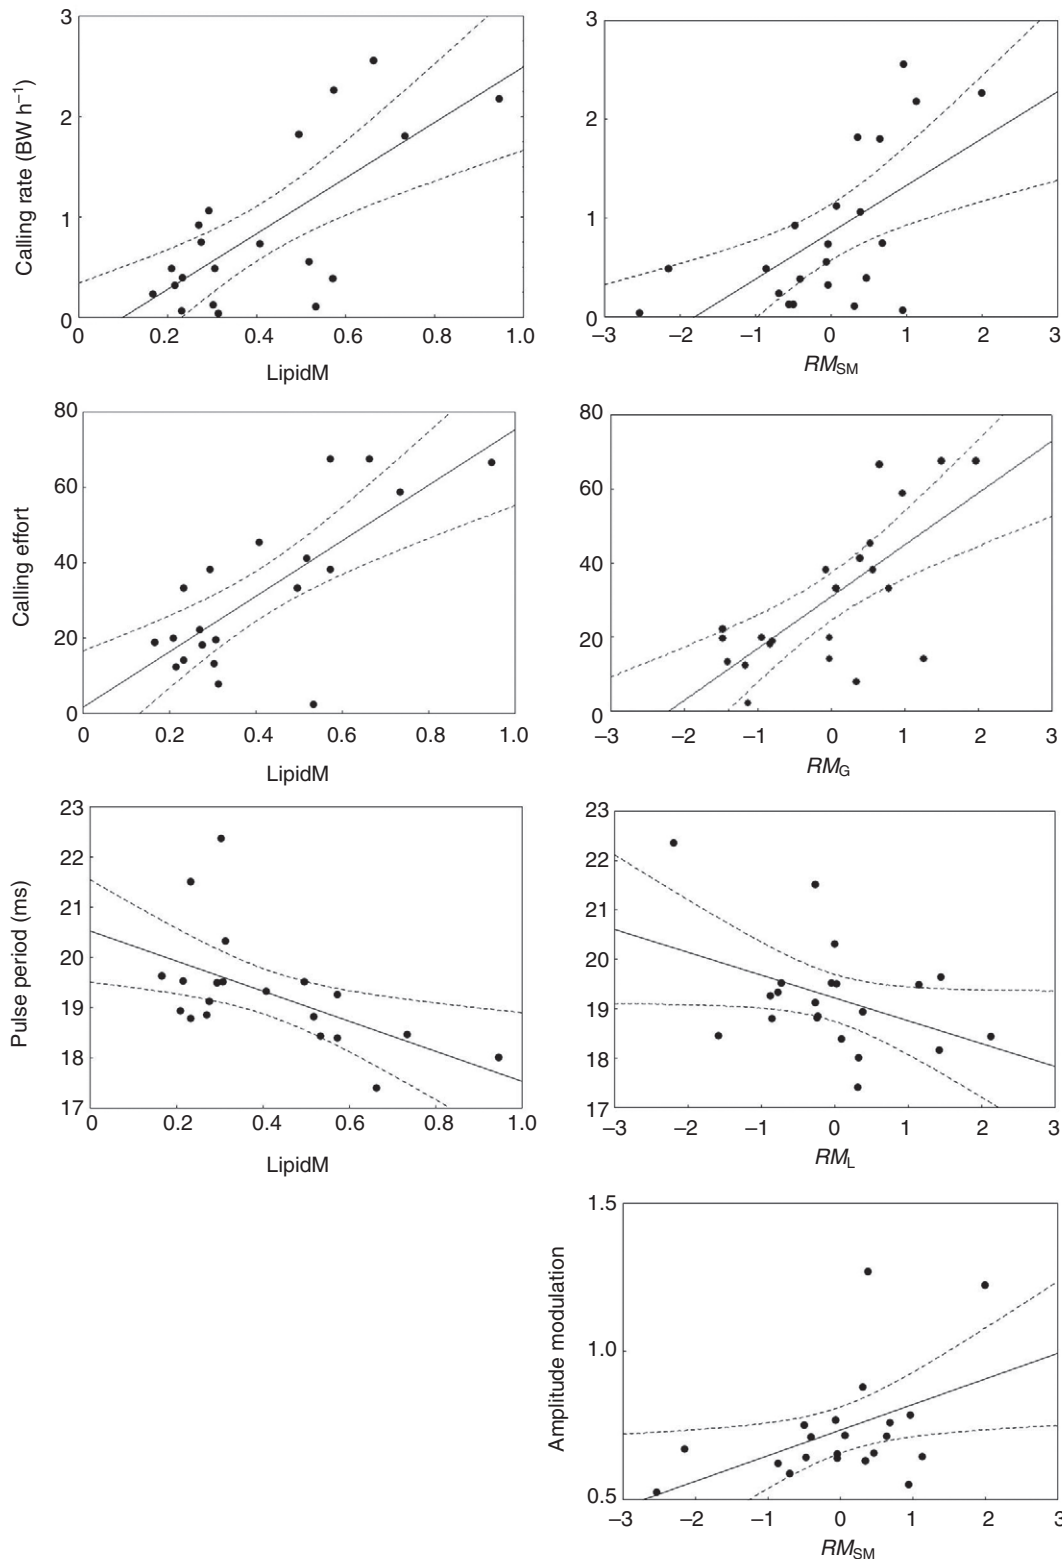 3
2
1
0
Calling rate (BW h⁻¹)
0 0.2 0.4 0.6 0.8 1.0
LipidM
3
2
1
0
–3 –2 –1 0 1 2 3
RM_SM
80
60
40
20
0
Calling effort
0 0.2 0.4 0.6 0.8 1.0
LipidM
80
60
40
20
0
–3 –2 –1 0 1 2 3
RM_G
23
22
21
20
19
18
17
Pulse period (ms)
0 0.2 0.4 0.6 0.8 1.0
LipidM
23
22
21
20
19
18
17
–3 –2 –1 0 1 2 3
RM_L
1.5
1.0
0.5
Amplitude modulation
–3 –2 –1 0 1 2 3
RM_SM